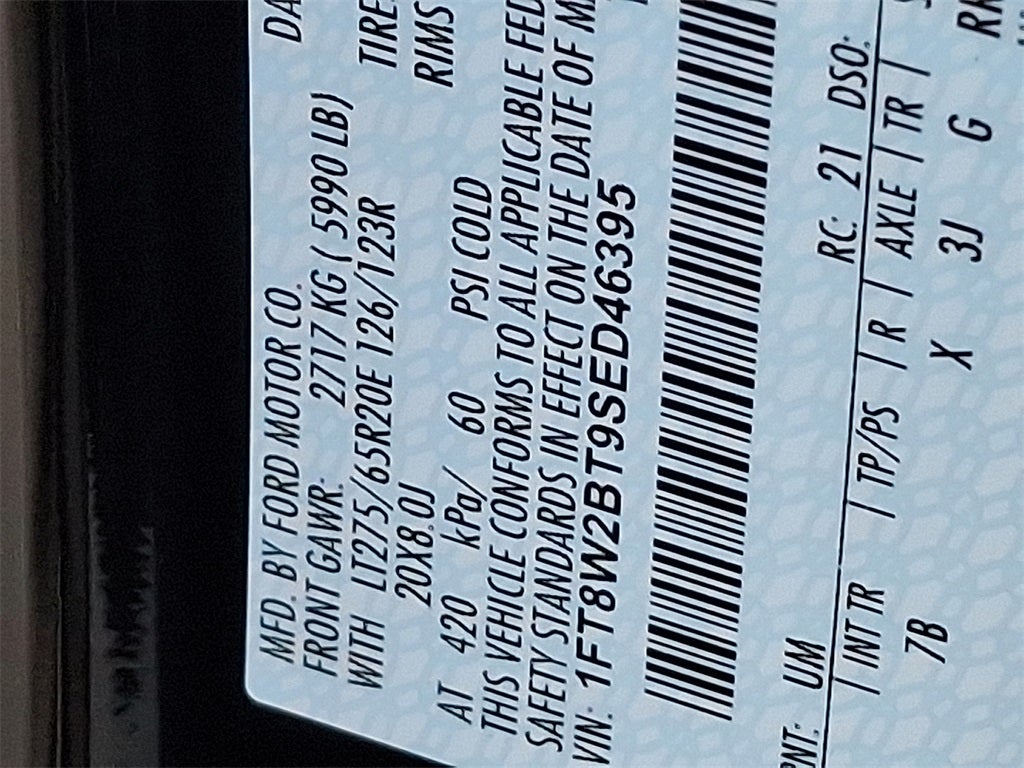 MFD. BY FORD MOTOR CO. DA
FRONT GAWR: 2717 KG ( 5990 LB)
WITH LT275/65R20E 126/123R TIRE
20X8.0J RIMS
AT 420 kPa/ 60 PSI COLD
THIS VEHICLE CONFORMS TO ALL APPLICABLE FED
SAFETY STANDARDS IN EFFECT ON THE DATE OF M
VIN: 1FT8W2BT9SED46395
PNT: UM RC: 21 DSO:
| INT TR | TP/PS | R | AXLE | TR |
7B X 3J G